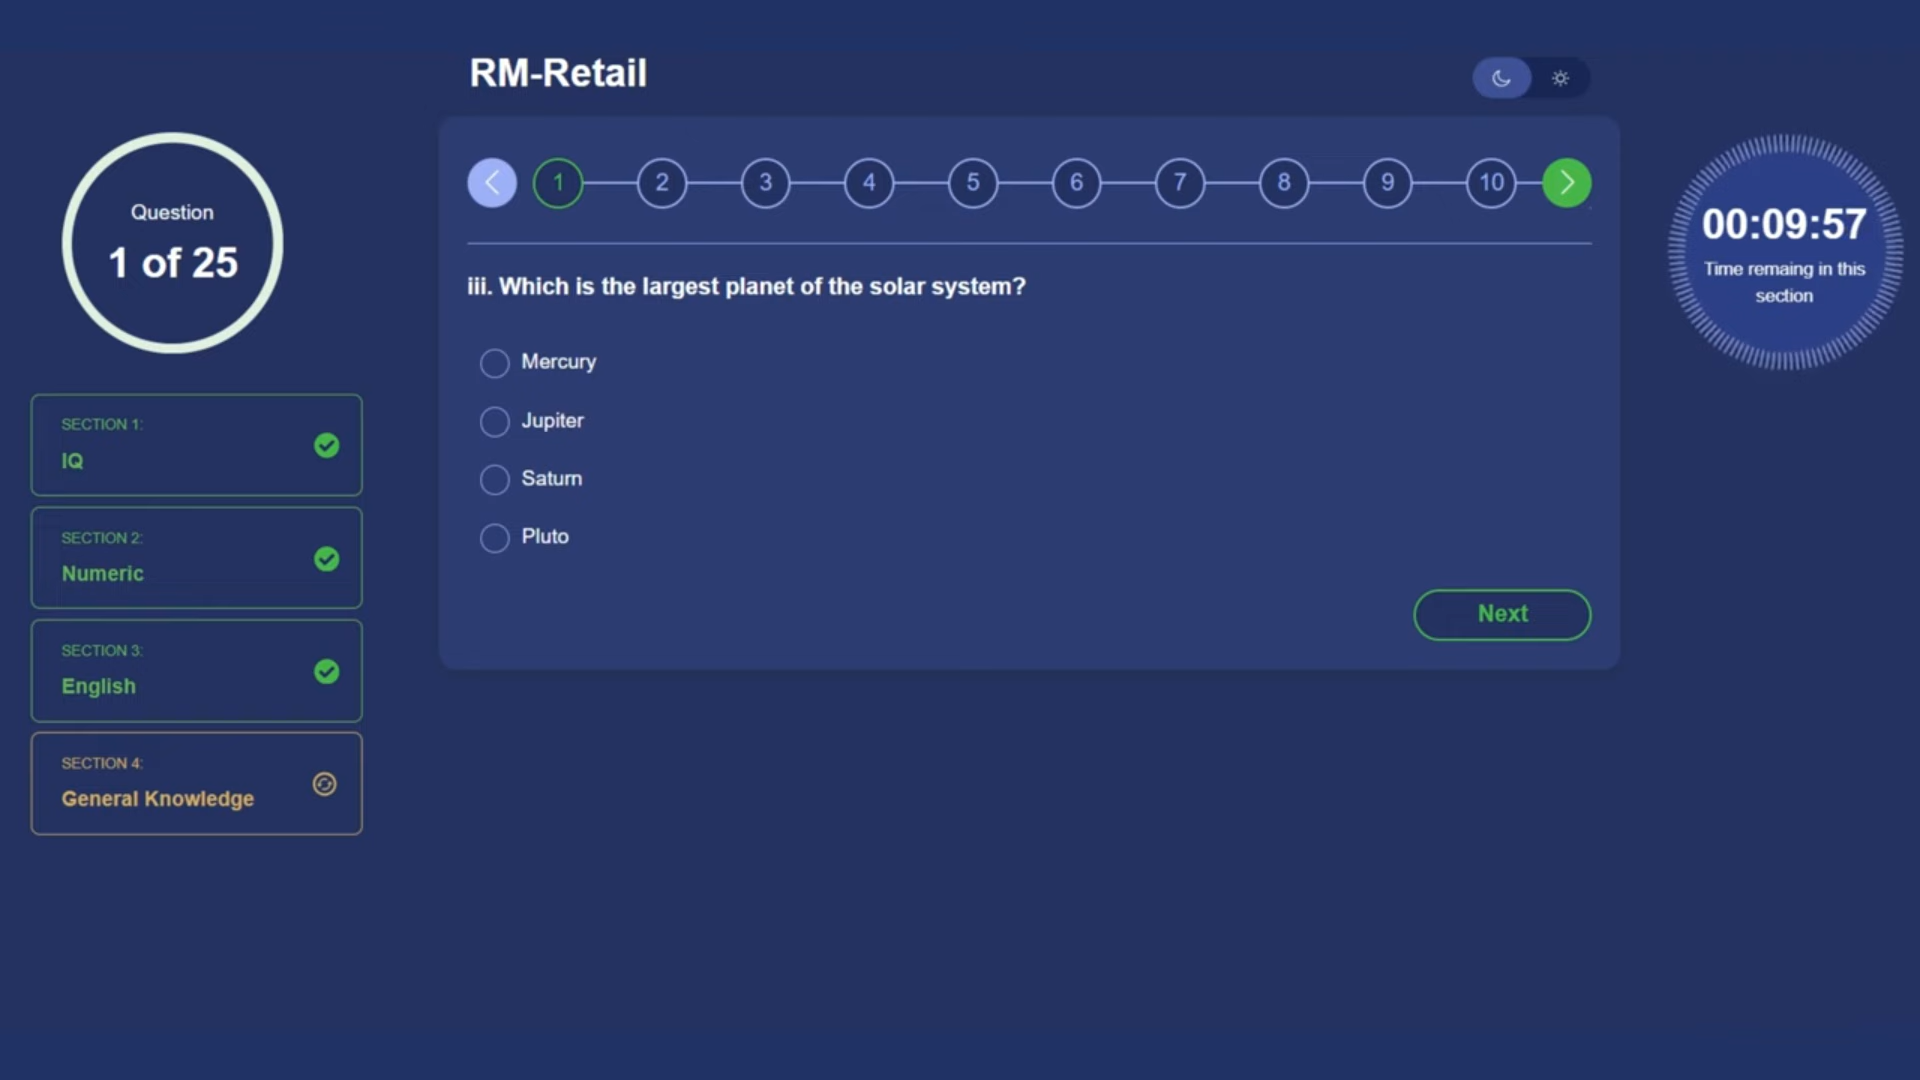 RM-Retail
Question
1 of 25
1 2 3 4 5 6 7 8 9 10
00:09:57
Time remaing in this
section
iii. Which is the largest planet of the solar system?
Mercury
Jupiter
Saturn
Pluto
Next
SECTION 1:
IQ
SECTION 2:
Numeric
SECTION 3:
English
SECTION 4:
General Knowledge